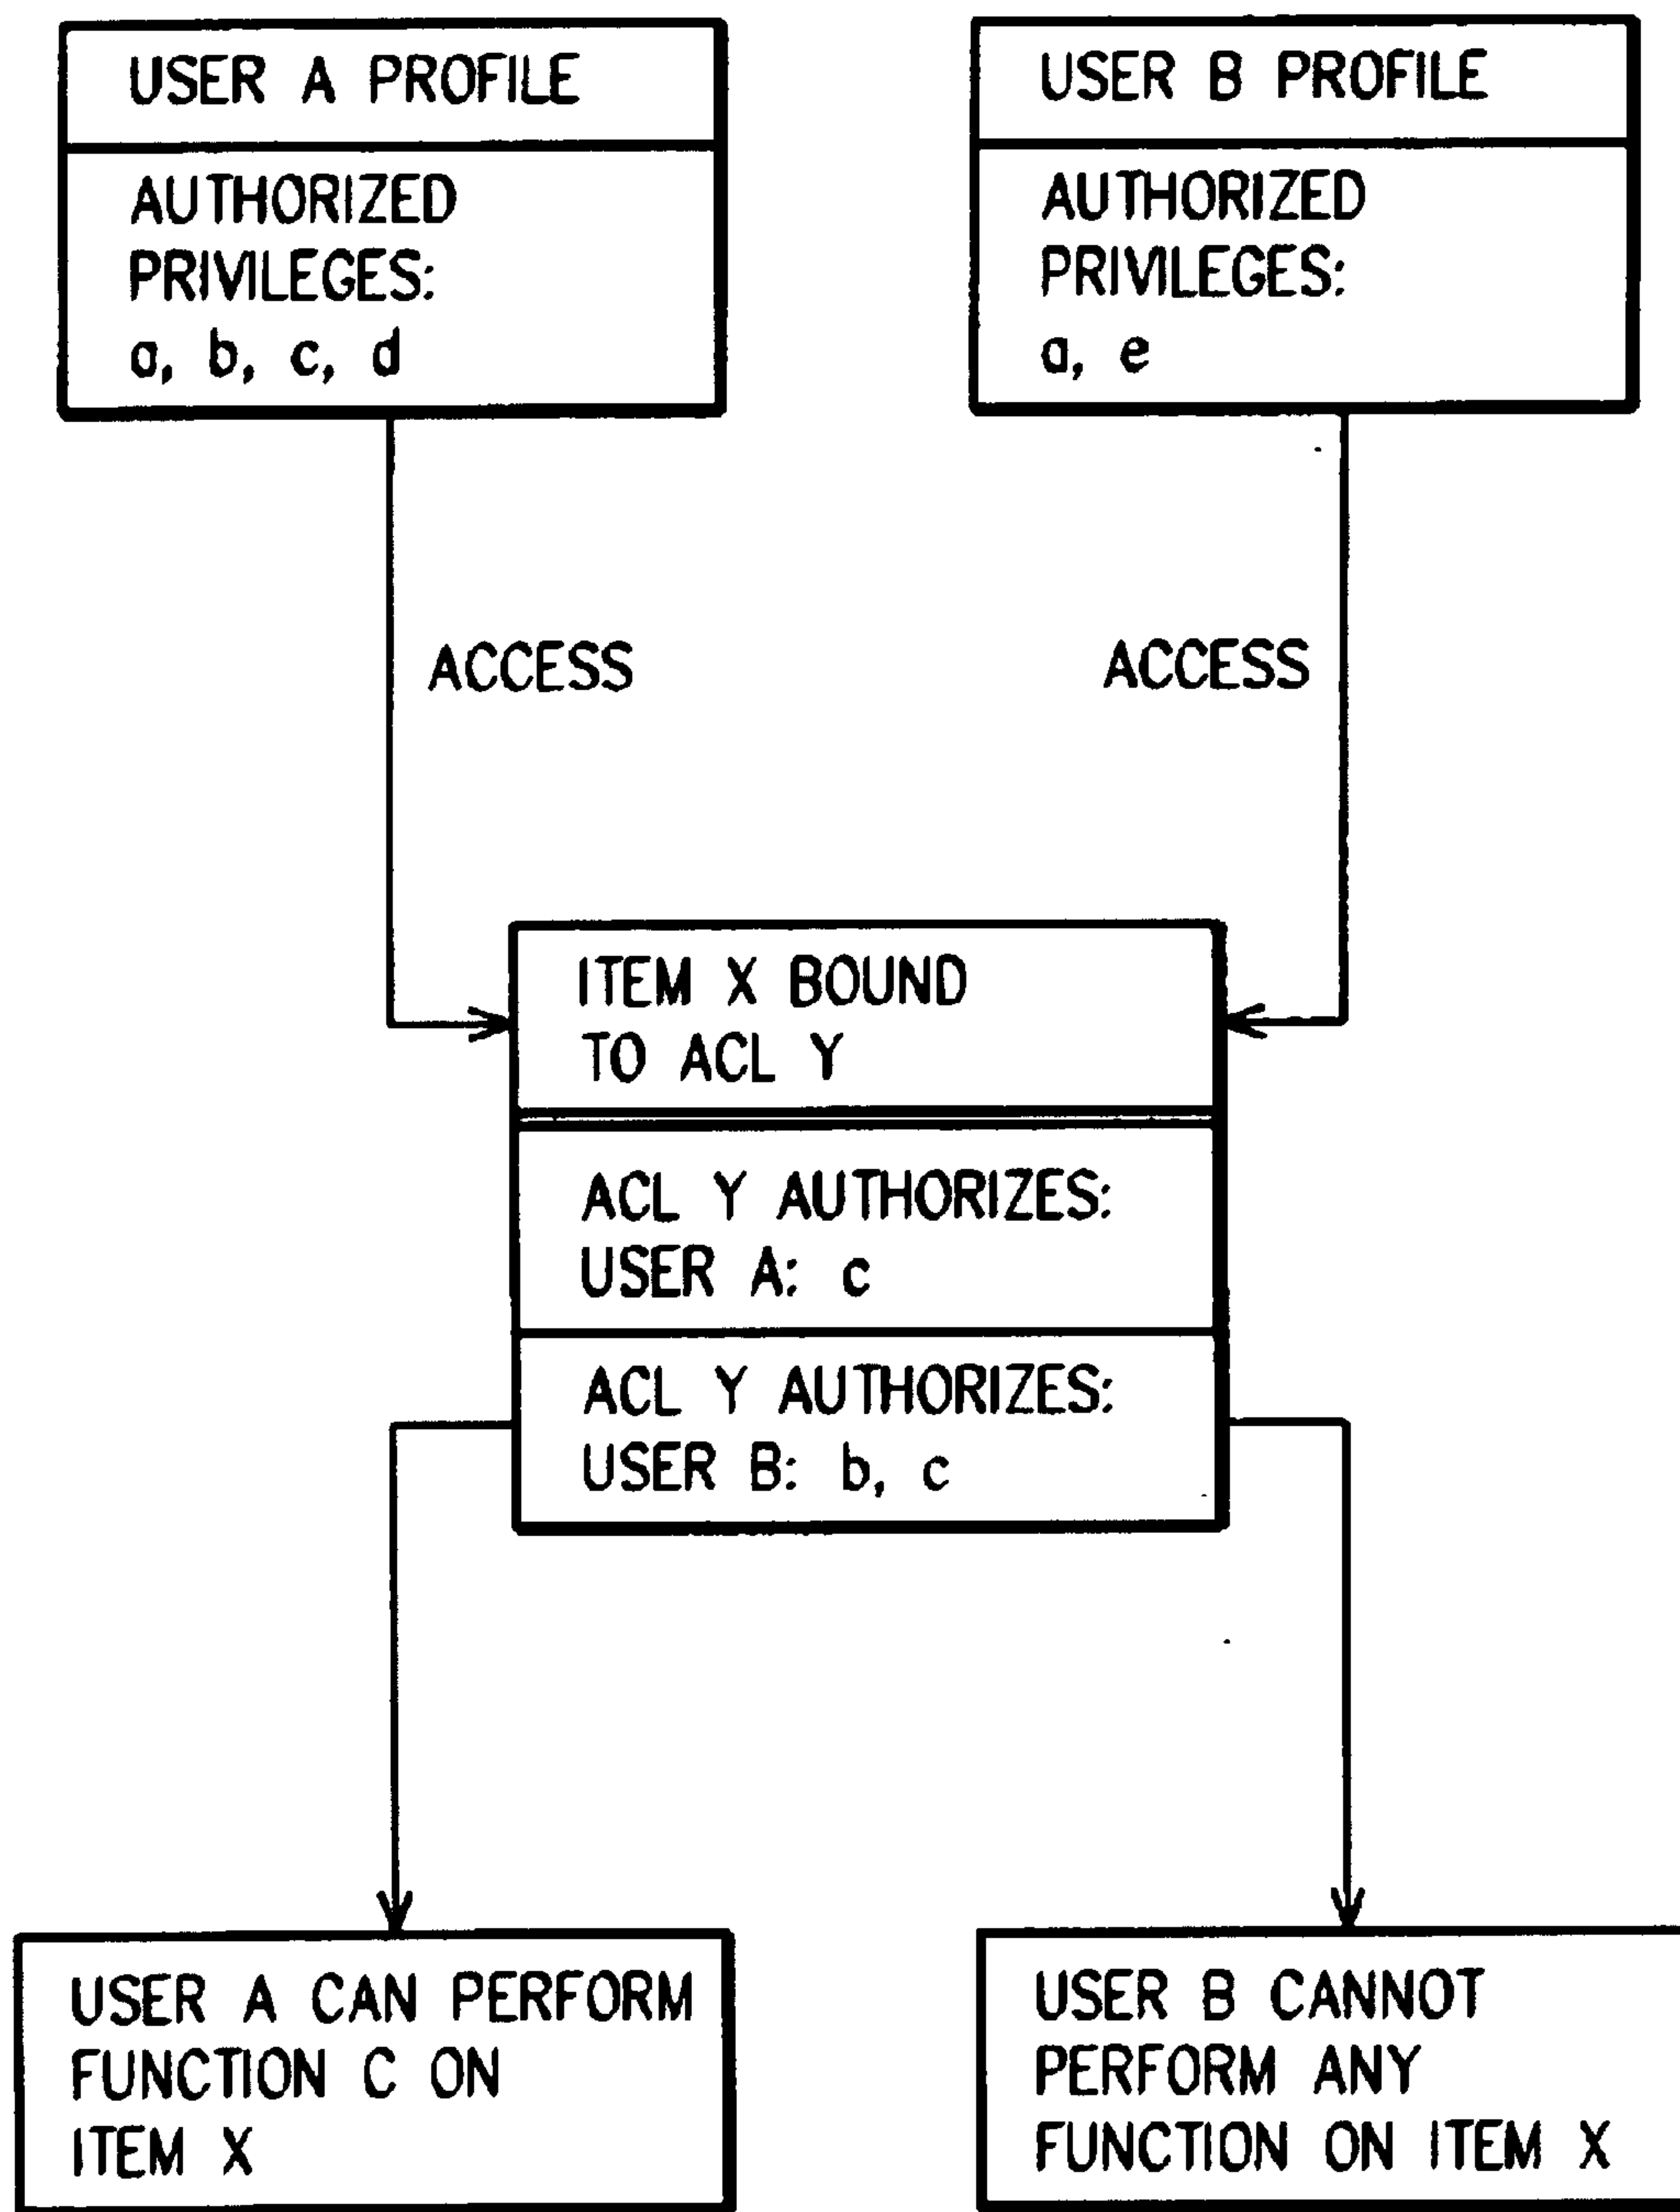 USER A PROFILE
AUTHORIZED
PRIVILEGES:
a, b, c, d
USER B PROFILE
AUTHORIZED
PRIVILEGES:
a, e
ACCESS
ACCESS
ITEM X BOUND
TO ACL Y
ACL Y AUTHORIZES:
USER A: c
ACL Y AUTHORIZES:
USER B: b, c
USER A CAN PERFORM
FUNCTION C ON
ITEM X
USER B CANNOT
PERFORM ANY
FUNCTION ON ITEM X